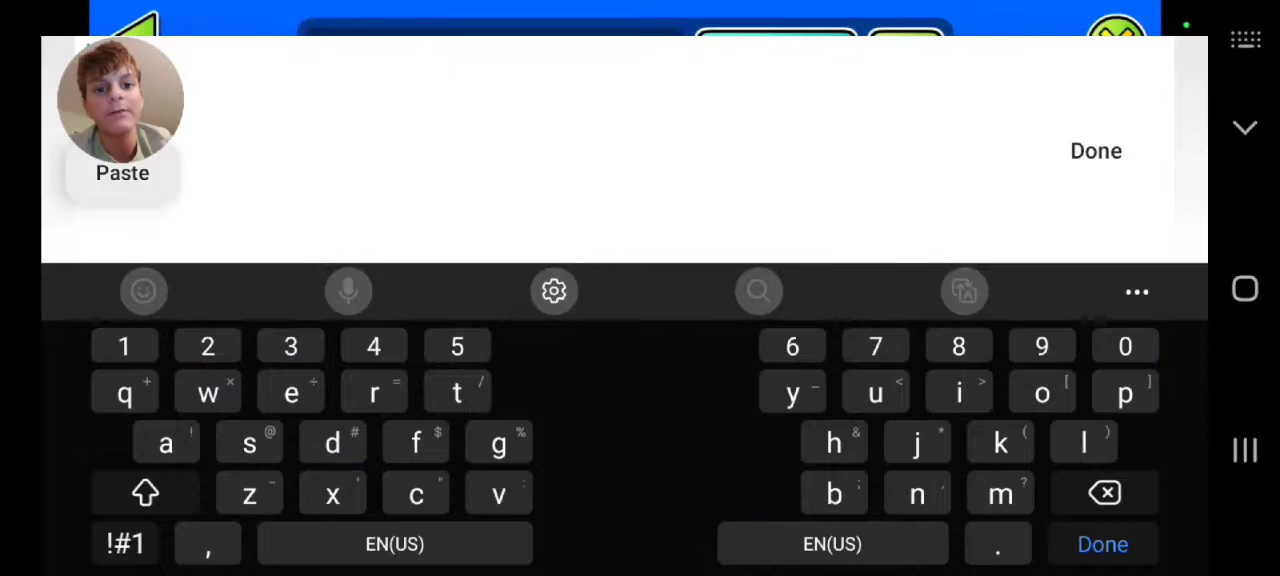 Paste
Done
1 2 3 4 5 6 7 8 9 0
q + w × e ÷ r = t / y _ u < i > o [ p ]
a ! s @ d # f $ g % h & j * k ( l )
z - x ' c " v : b ; n , m ?
!#1 , EN(US) EN(US) . Done